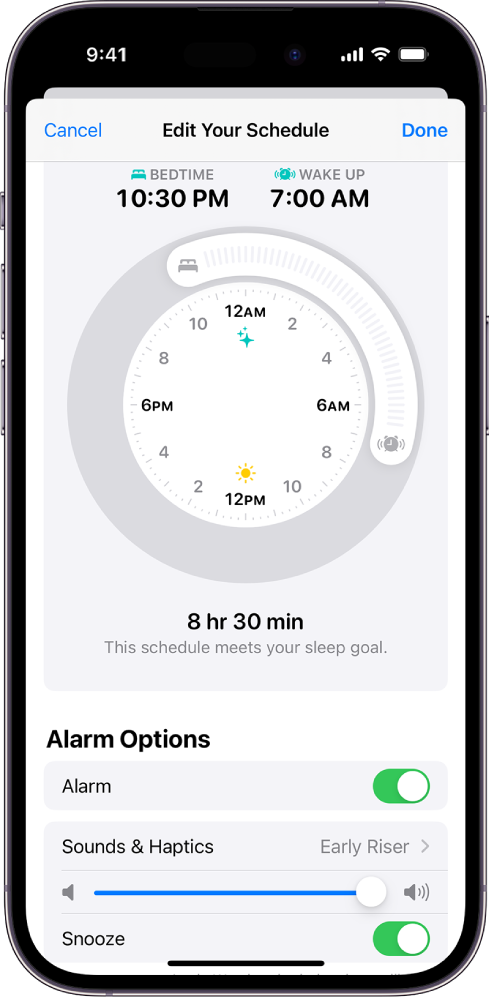 9:41
Cancel Edit Your Schedule Done
BEDTIME WAKE UP
10:30 PM 7:00 AM
12AM
10 2
8 4
6PM 6AM
4 8
2 10
12PM
8 hr 30 min
This schedule meets your sleep goal.
Alarm Options
Alarm
Sounds & Haptics Early Riser
Snooze